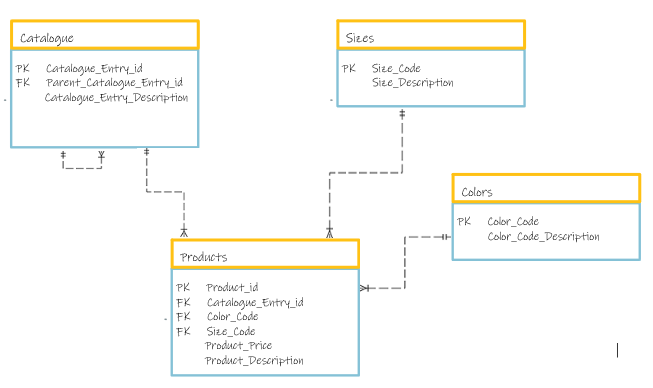 Catalogue
PK Catalogue_Entry_id
FK Parent_Catalogue_Entry_id
Catalogue_Entry_Description
Sizes
PK Size_Code
Size_Description
Colors
PK Color_Code
Color_Code_Description
Products
PK Product_id
FK Catalogue_Entry_id
FK Color_Code
FK Size_Code
Product_Price
Product_Description